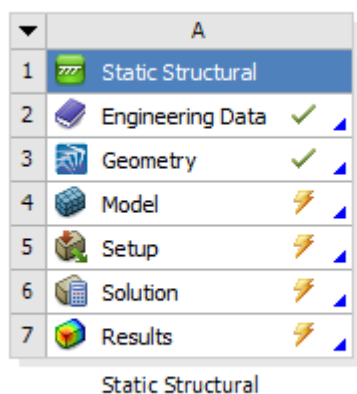 A
1 Static Structural
2 Engineering Data
3 Geometry
4 Model
5 Setup
6 Solution
7 Results
Static Structural